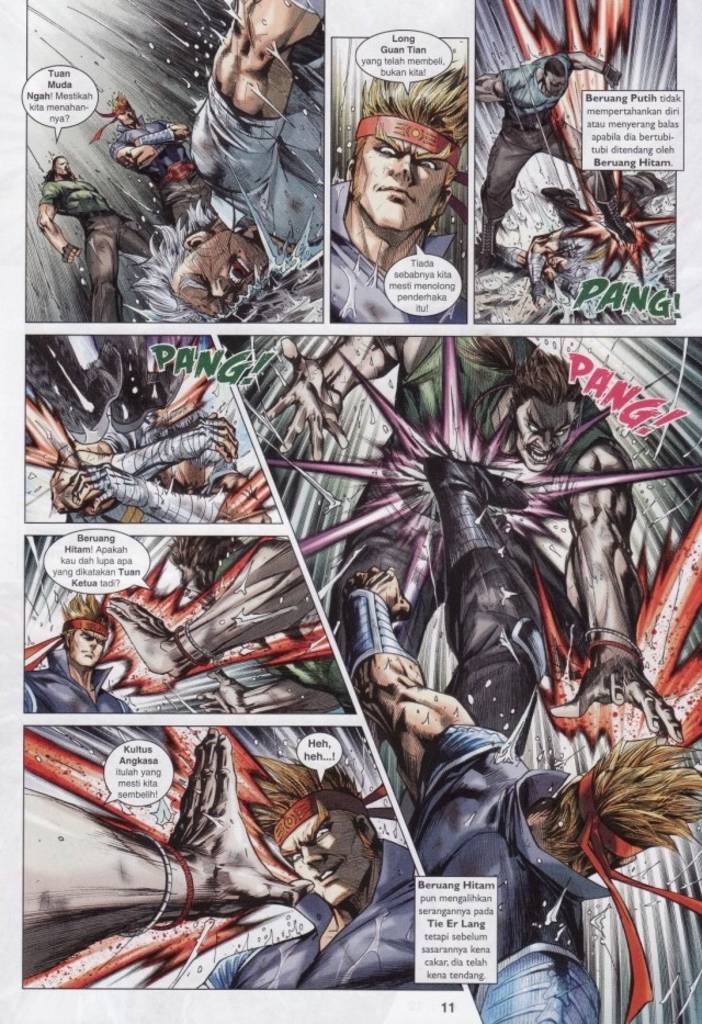 Tuan
Muda
Ngah! Mestikah
kita menahan-
nya?
Long
Guan Tian
yang telah membeli,
bukan kita!
Tiada
sebabnya kita
mesti menolong
penderhaka
itu!
Beruang Putih tidak
mempertahankan diri
atau menyerang balas
apabila dia bertubi-
tubi ditendang oleh
Beruang Hitam.
PANG!
PANG!
PANG!
Beruang
Hitam! Apakah
kau dah lupa apa
yang dikatakan Tuan
Ketua tadi?
Kultus
Angkasa
itulah yang
mesti kita
sembelih!
Heh,
heh...!
Beruang Hitam
pun mengalihkan
serangannya pada
Tie Er Lang
tetapi sebelum
sasarannya kena
cakar, dia telah
kena tendang.
11